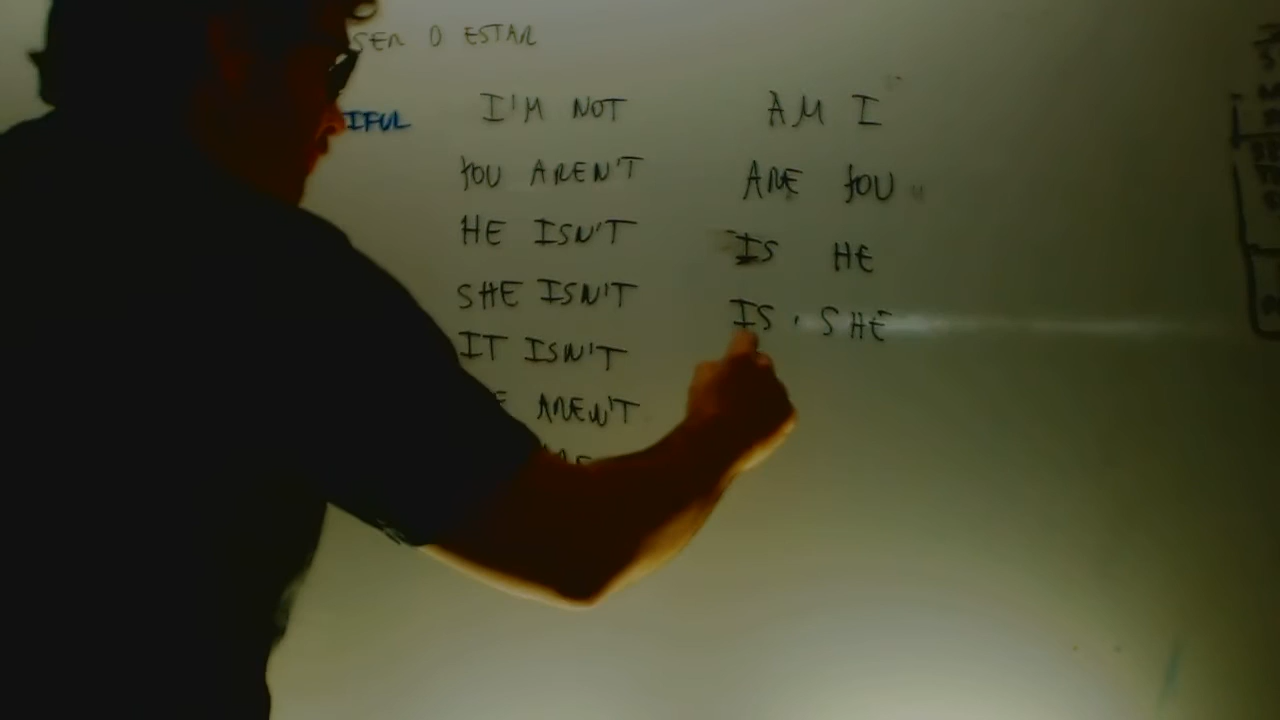 SER O ESTAR
IFUL
I'M NOT
YOU AREN'T
HE ISN'T
SHE ISN'T
IT ISN'T
AREN'T
AM I
ARE YOU
IS HE
IS SHE